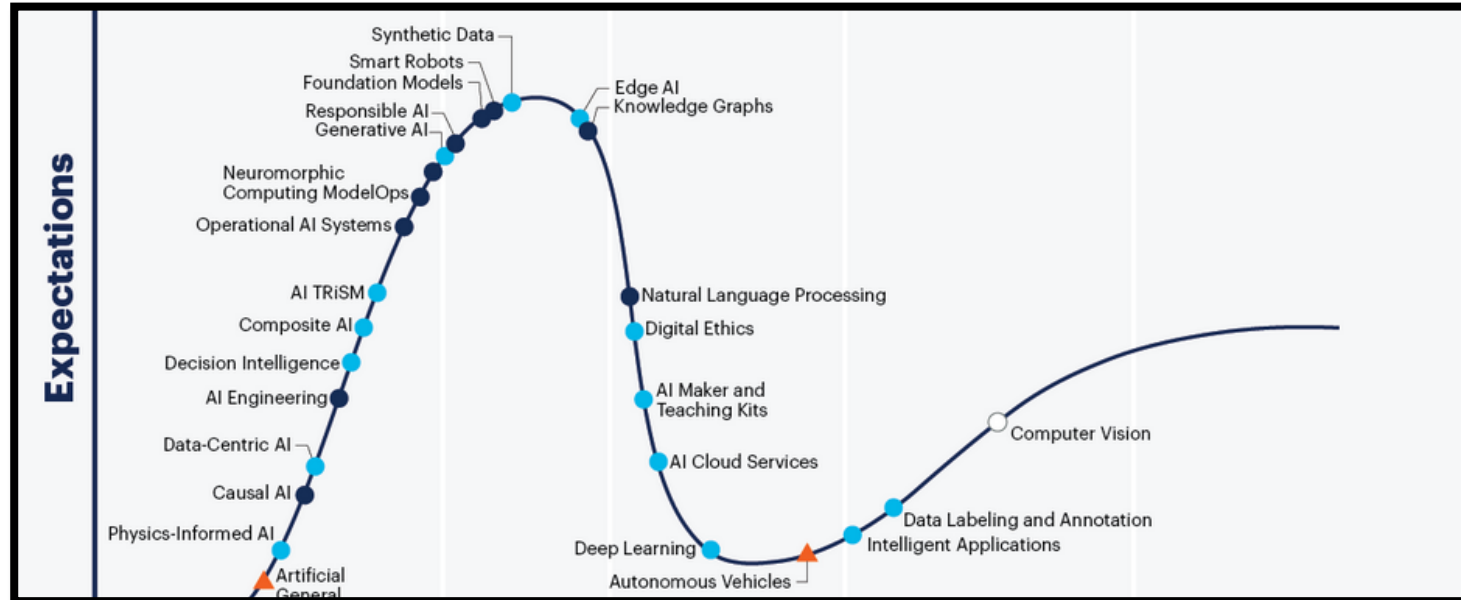 Expectations
Synthetic Data
Smart Robots
Foundation Models
Responsible AI
Generative AI
Neuromorphic
Computing ModelOps
Operational AI Systems
AI TRiSM
Composite AI
Decision Intelligence
AI Engineering
Data-Centric AI
Causal AI
Physics-Informed AI
Artificial
General
Edge AI
Knowledge Graphs
Natural Language Processing
Digital Ethics
AI Maker and
Teaching Kits
AI Cloud Services
Deep Learning
Autonomous Vehicles
Computer Vision
Data Labeling and Annotation
Intelligent Applications